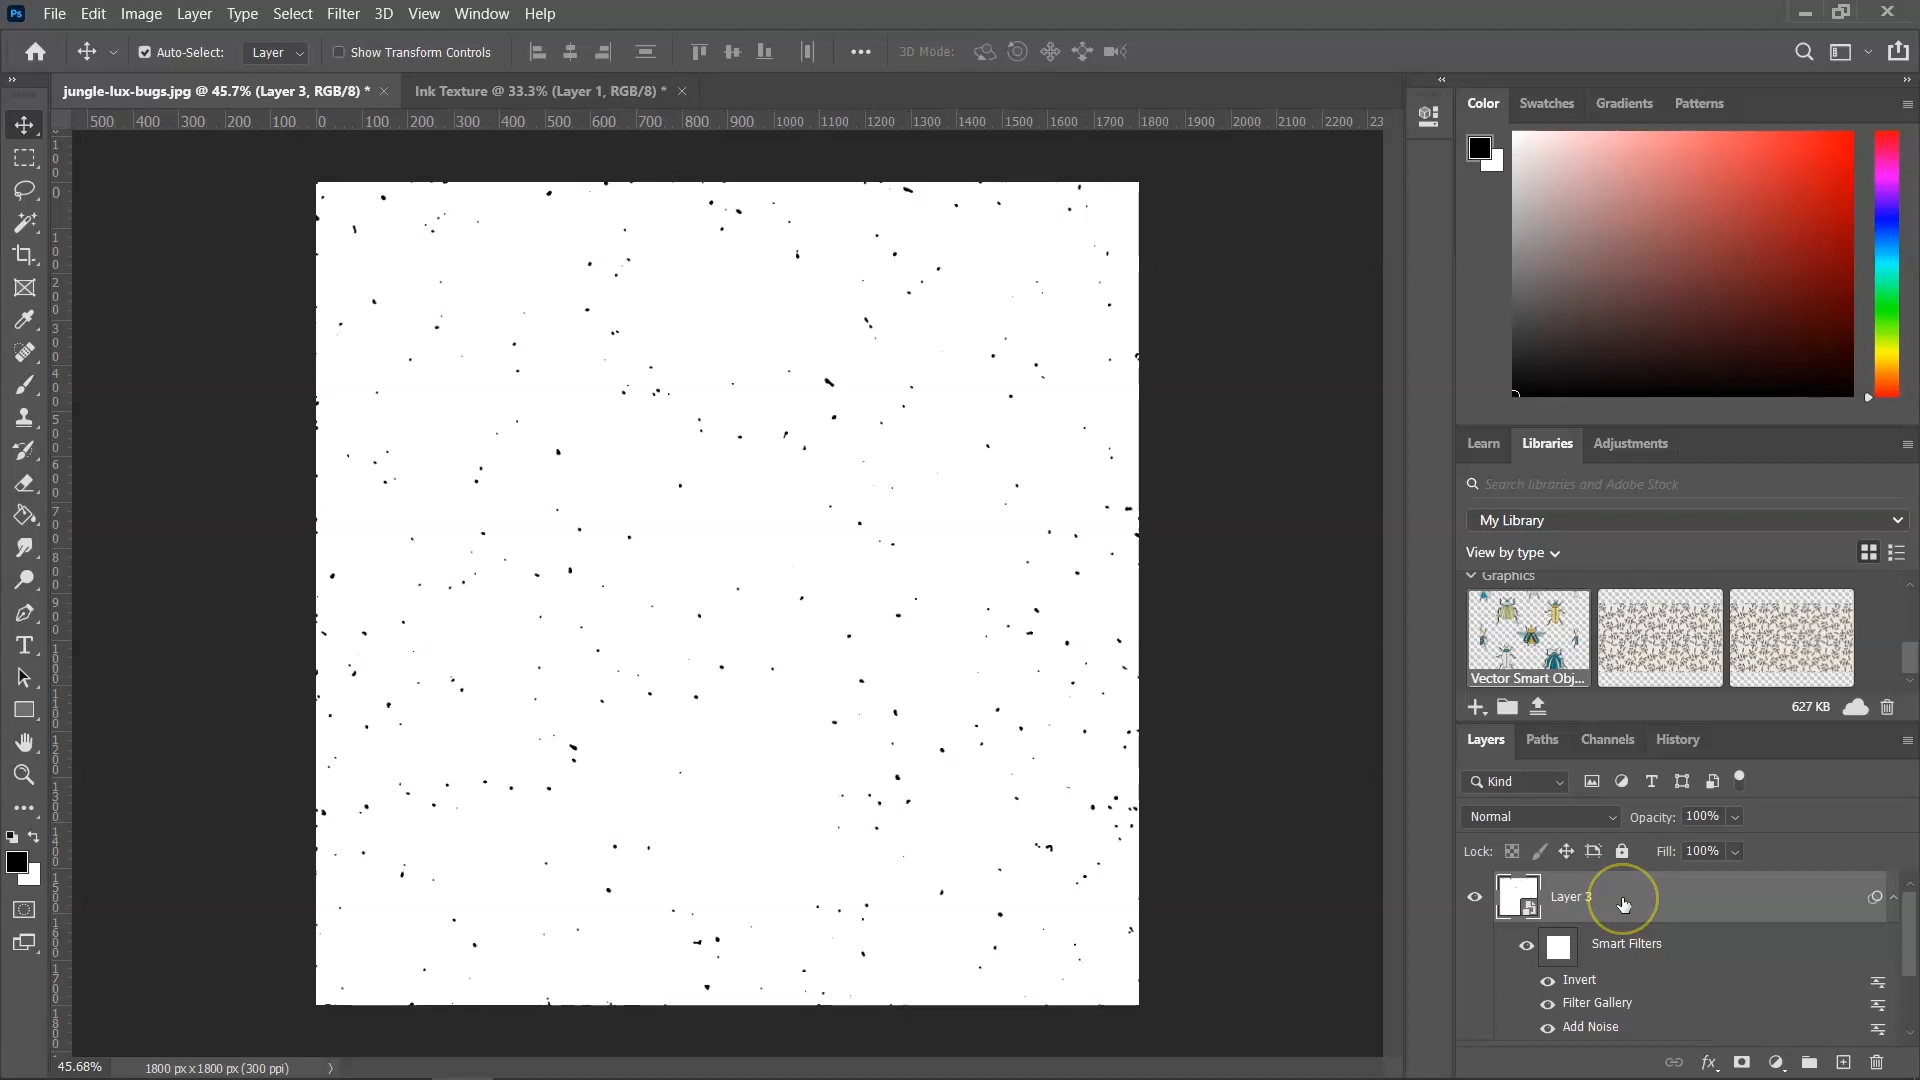 Ps File Edit Image Layer Type Select Filter 3D View Window Help
Auto-Select: Layer Show Transform Controls 3D Mode:
jungle-lux-bugs.jpg @ 45.7% (Layer 3, RGB/8) * Ink Texture @ 33.3% (Layer 1, RGB/8) *
500 400 300 200 100 0 100 200 300 400 500 600 700 800 900 1000 1100 1200 1300 1400 1500 1600 1700 1800 1900 2000 2100 2200 23
Color Swatches Gradients Patterns
Learn Libraries Adjustments
Search libraries and Adobe Stock
My Library
View by type
Graphics
Vector Smart Obj...
627 KB
Layers Paths Channels History
Kind
Normal Opacity: 100%
Lock: Fill: 100%
Layer 3
Smart Filters
Invert
Filter Gallery
Add Noise
fx
45.68% 1800 px x 1800 px (300 ppi)